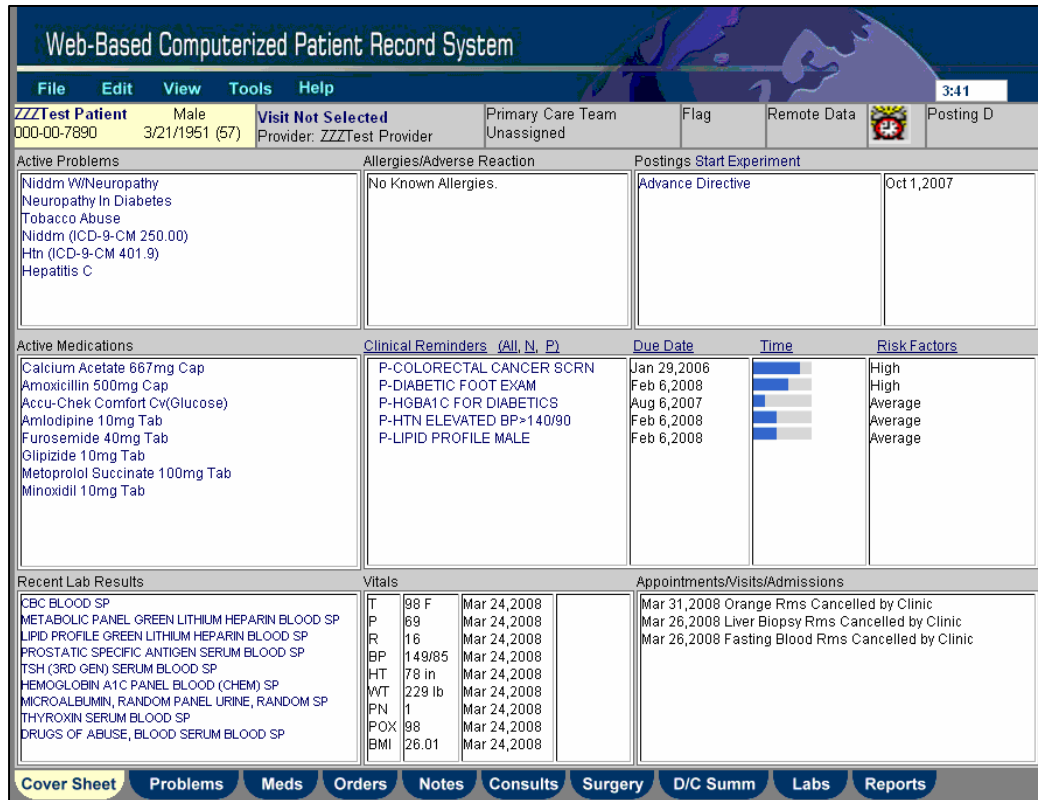 Web-Based Computerized Patient Record System
File Edit View Tools Help
3:41
ZZZTest Patient Male
000-00-7890 3/21/1951 (57)
Visit Not Selected
Provider: ZZZTest Provider
Primary Care Team
Unassigned
Flag
Remote Data
Posting D
Active Problems
Niddm W/Neuropathy
Neuropathy In Diabetes
Tobacco Abuse
Niddm (ICD-9-CM 250.00)
Htn (ICD-9-CM 401.9)
Hepatitis C
Allergies/Adverse Reaction
No Known Allergies.
Postings Start Experiment
Advance Directive Oct 1,2007
Active Medications
Calcium Acetate 667mg Cap
Amoxicillin 500mg Cap
Accu-Chek Comfort Cv(Glucose)
Amlodipine 10mg Tab
Furosemide 40mg Tab
Glipizide 10mg Tab
Metoprolol Succinate 100mg Tab
Minoxidil 10mg Tab
Clinical Reminders (All, N, P) Due Date Time Risk Factors
P-COLORECTAL CANCER SCRN Jan 29,2006 High
P-DIABETIC FOOT EXAM Feb 6,2008 High
P-HGBA1C FOR DIABETICS Aug 6,2007 Average
P-HTN ELEVATED BP>140/90 Feb 6,2008 Average
P-LIPID PROFILE MALE Feb 6,2008 Average
Recent Lab Results
CBC BLOOD SP
METABOLIC PANEL GREEN LITHIUM HEPARIN BLOOD SP
LIPID PROFILE GREEN LITHIUM HEPARIN BLOOD SP
PROSTATIC SPECIFIC ANTIGEN SERUM BLOOD SP
TSH (3RD GEN) SERUM BLOOD SP
HEMOGLOBIN A1C PANEL BLOOD (CHEM) SP
MICROALBUMIN, RANDOM PANEL URINE, RANDOM SP
THYROXIN SERUM BLOOD SP
DRUGS OF ABUSE, BLOOD SERUM BLOOD SP
Vitals
T 98 F Mar 24,2008
P 69 Mar 24,2008
R 16 Mar 24,2008
BP 149/85 Mar 24,2008
HT 78 in Mar 24,2008
WT 229 lb Mar 24,2008
PN 1 Mar 24,2008
POX 98 Mar 24,2008
BMI 26.01 Mar 24,2008
Appointments/Visits/Admissions
Mar 31,2008 Orange Rms Cancelled by Clinic
Mar 26,2008 Liver Biopsy Rms Cancelled by Clinic
Mar 26,2008 Fasting Blood Rms Cancelled by Clinic
Cover Sheet Problems Meds Orders Notes Consults Surgery D/C Summ Labs Reports